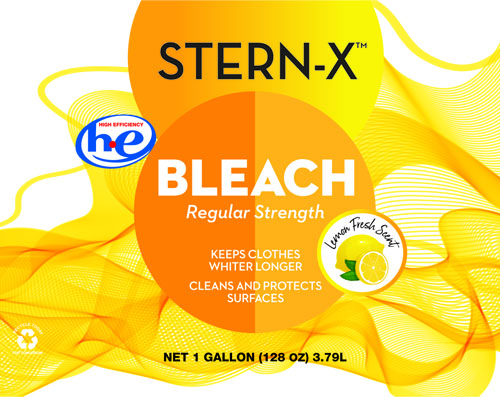 STERN-X™
HIGH EFFICIENCY
he
BLEACH
Regular Strength
Lemon Fresh Scent
KEEPS CLOTHES
WHITER LONGER
CLEANS AND PROTECTS
SURFACES
NET 1 GALLON (128 OZ) 3.79L